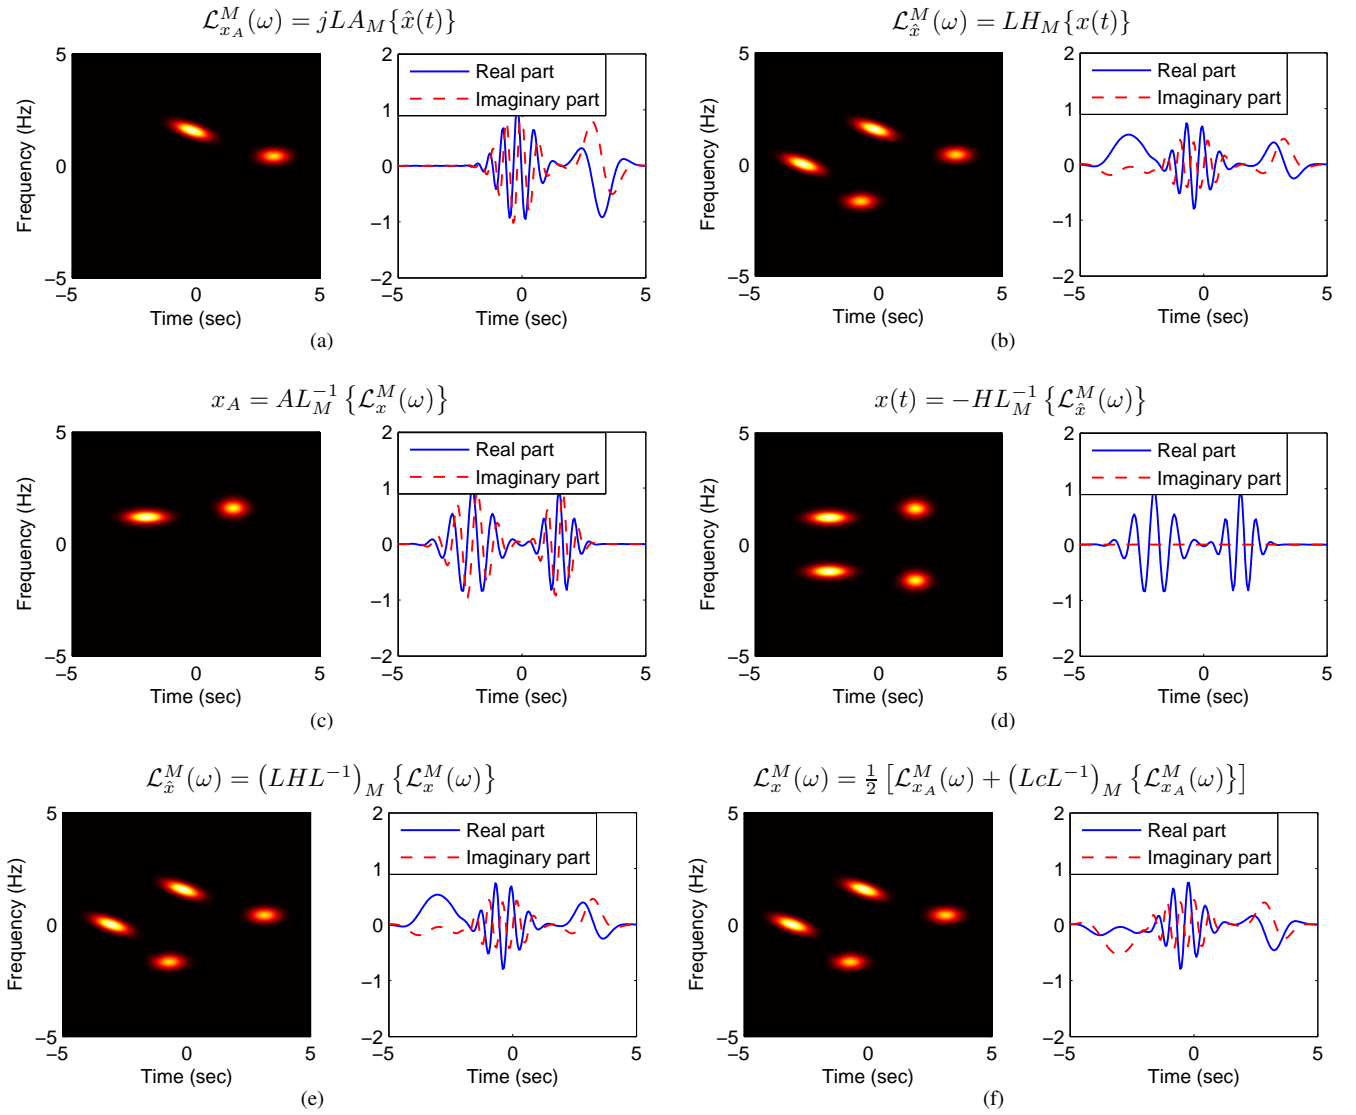 𝓛^M_{x_A}(ω) = jLA_M{x̂(t)}
5
0
−5
−5 0 5
Frequency (Hz)
Time (sec)
2
1
0
−1
−2
−5 0 5
Time (sec)
Real part
Imaginary part
(a)
𝓛^M_{x̂}(ω) = LH_M{x(t)}
5
0
−5
−5 0 5
Frequency (Hz)
Time (sec)
2
1
0
−1
−2
−5 0 5
Time (sec)
Real part
Imaginary part
(b)
x_A = AL_M^{−1} {𝓛^M_x(ω)}
5
0
−5
−5 0 5
Frequency (Hz)
Time (sec)
2
1
0
−1
−2
−5 0 5
Time (sec)
Real part
Imaginary part
(c)
x(t) = −HL_M^{−1} {𝓛^M_{x̂}(ω)}
5
0
−5
−5 0 5
Frequency (Hz)
Time (sec)
2
1
0
−1
−2
−5 0 5
Time (sec)
Real part
Imaginary part
(d)
𝓛^M_{x̂}(ω) = (LHL^{−1})_M {𝓛^M_x(ω)}
5
0
−5
−5 0 5
Frequency (Hz)
Time (sec)
2
1
0
−1
−2
−5 0 5
Time (sec)
Real part
Imaginary part
(e)
𝓛^M_x(ω) = 1/2 [𝓛^M_{x_A}(ω) + (LcL^{−1})_M {𝓛^M_{x_A}(ω)}]
5
0
−5
−5 0 5
Frequency (Hz)
Time (sec)
2
1
0
−1
−2
−5 0 5
Time (sec)
Real part
Imaginary part
(f)